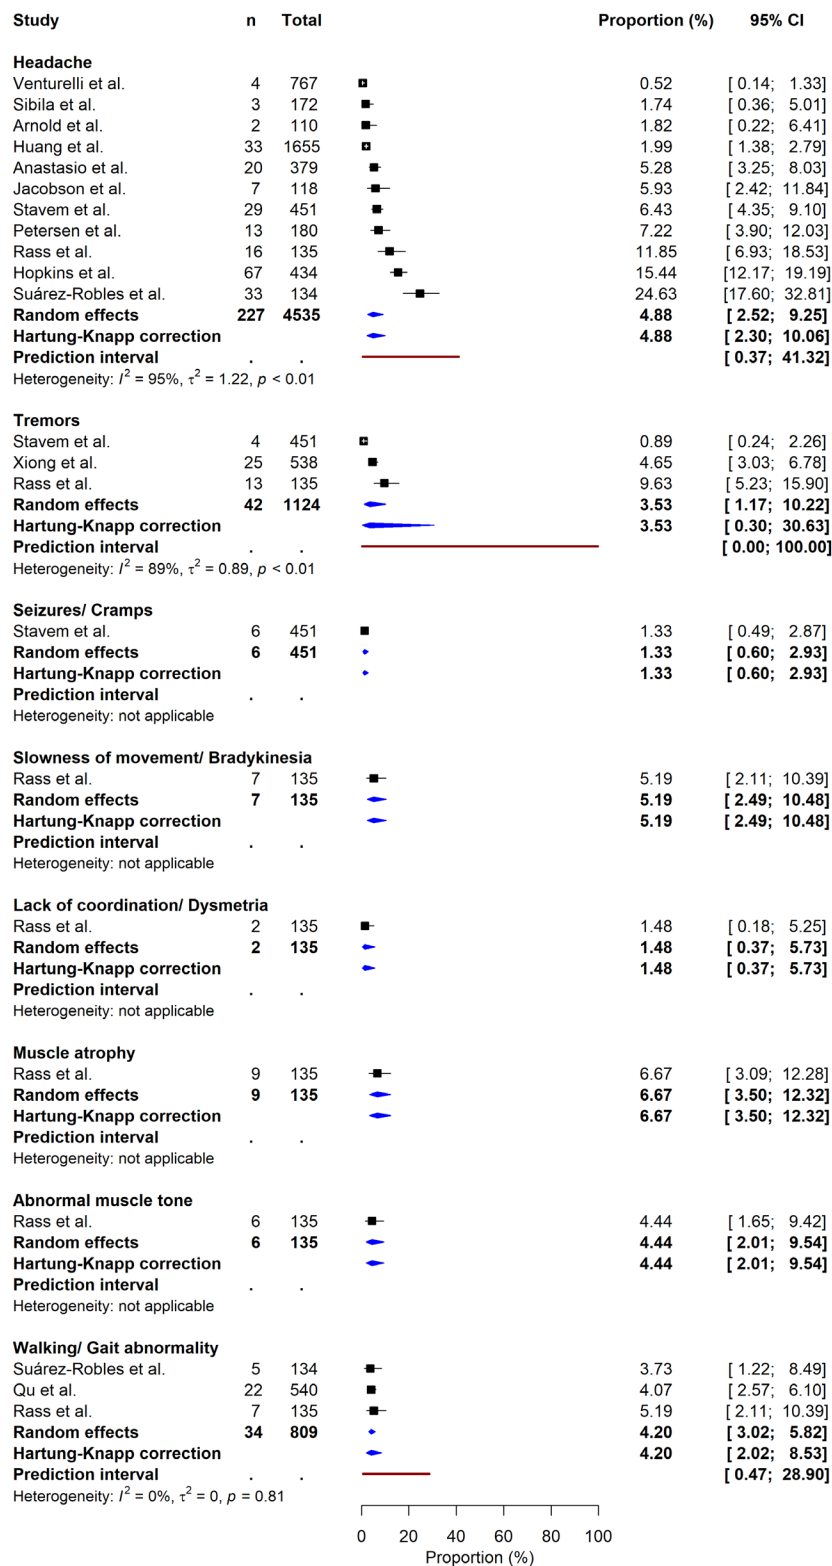 Study n Total Proportion (%) 95% CI
Headache
Venturelli et al. 4 767 0.52 [ 0.14; 1.33]
Sibila et al. 3 172 1.74 [ 0.36; 5.01]
Arnold et al. 2 110 1.82 [ 0.22; 6.41]
Huang et al. 33 1655 1.99 [ 1.38; 2.79]
Anastasio et al. 20 379 5.28 [ 3.25; 8.03]
Jacobson et al. 7 118 5.93 [ 2.42; 11.84]
Stavem et al. 29 451 6.43 [ 4.35; 9.10]
Petersen et al. 13 180 7.22 [ 3.90; 12.03]
Rass et al. 16 135 11.85 [ 6.93; 18.53]
Hopkins et al. 67 434 15.44 [12.17; 19.19]
Suárez-Robles et al. 33 134 24.63 [17.60; 32.81]
Random effects 227 4535 4.88 [ 2.52; 9.25]
Hartung-Knapp correction 4.88 [ 2.30; 10.06]
Prediction interval . . [ 0.37; 41.32]
Heterogeneity: I² = 95%, τ² = 1.22, p < 0.01
Tremors
Stavem et al. 4 451 0.89 [ 0.24; 2.26]
Xiong et al. 25 538 4.65 [ 3.03; 6.78]
Rass et al. 13 135 9.63 [ 5.23; 15.90]
Random effects 42 1124 3.53 [ 1.17; 10.22]
Hartung-Knapp correction 3.53 [ 0.30; 30.63]
Prediction interval . . [ 0.00; 100.00]
Heterogeneity: I² = 89%, τ² = 0.89, p < 0.01
Seizures/ Cramps
Stavem et al. 6 451 1.33 [ 0.49; 2.87]
Random effects 6 451 1.33 [ 0.60; 2.93]
Hartung-Knapp correction 1.33 [ 0.60; 2.93]
Prediction interval . .
Heterogeneity: not applicable
Slowness of movement/ Bradykinesia
Rass et al. 7 135 5.19 [ 2.11; 10.39]
Random effects 7 135 5.19 [ 2.49; 10.48]
Hartung-Knapp correction 5.19 [ 2.49; 10.48]
Prediction interval . .
Heterogeneity: not applicable
Lack of coordination/ Dysmetria
Rass et al. 2 135 1.48 [ 0.18; 5.25]
Random effects 2 135 1.48 [ 0.37; 5.73]
Hartung-Knapp correction 1.48 [ 0.37; 5.73]
Prediction interval . .
Heterogeneity: not applicable
Muscle atrophy
Rass et al. 9 135 6.67 [ 3.09; 12.28]
Random effects 9 135 6.67 [ 3.50; 12.32]
Hartung-Knapp correction 6.67 [ 3.50; 12.32]
Prediction interval . .
Heterogeneity: not applicable
Abnormal muscle tone
Rass et al. 6 135 4.44 [ 1.65; 9.42]
Random effects 6 135 4.44 [ 2.01; 9.54]
Hartung-Knapp correction 4.44 [ 2.01; 9.54]
Prediction interval . .
Heterogeneity: not applicable
Walking/ Gait abnormality
Suárez-Robles et al. 5 134 3.73 [ 1.22; 8.49]
Qu et al. 22 540 4.07 [ 2.57; 6.10]
Rass et al. 7 135 5.19 [ 2.11; 10.39]
Random effects 34 809 4.20 [ 3.02; 5.82]
Hartung-Knapp correction 4.20 [ 2.02; 8.53]
Prediction interval . . [ 0.47; 28.90]
Heterogeneity: I² = 0%, τ² = 0, p = 0.81
0 20 40 60 80 100
Proportion (%)